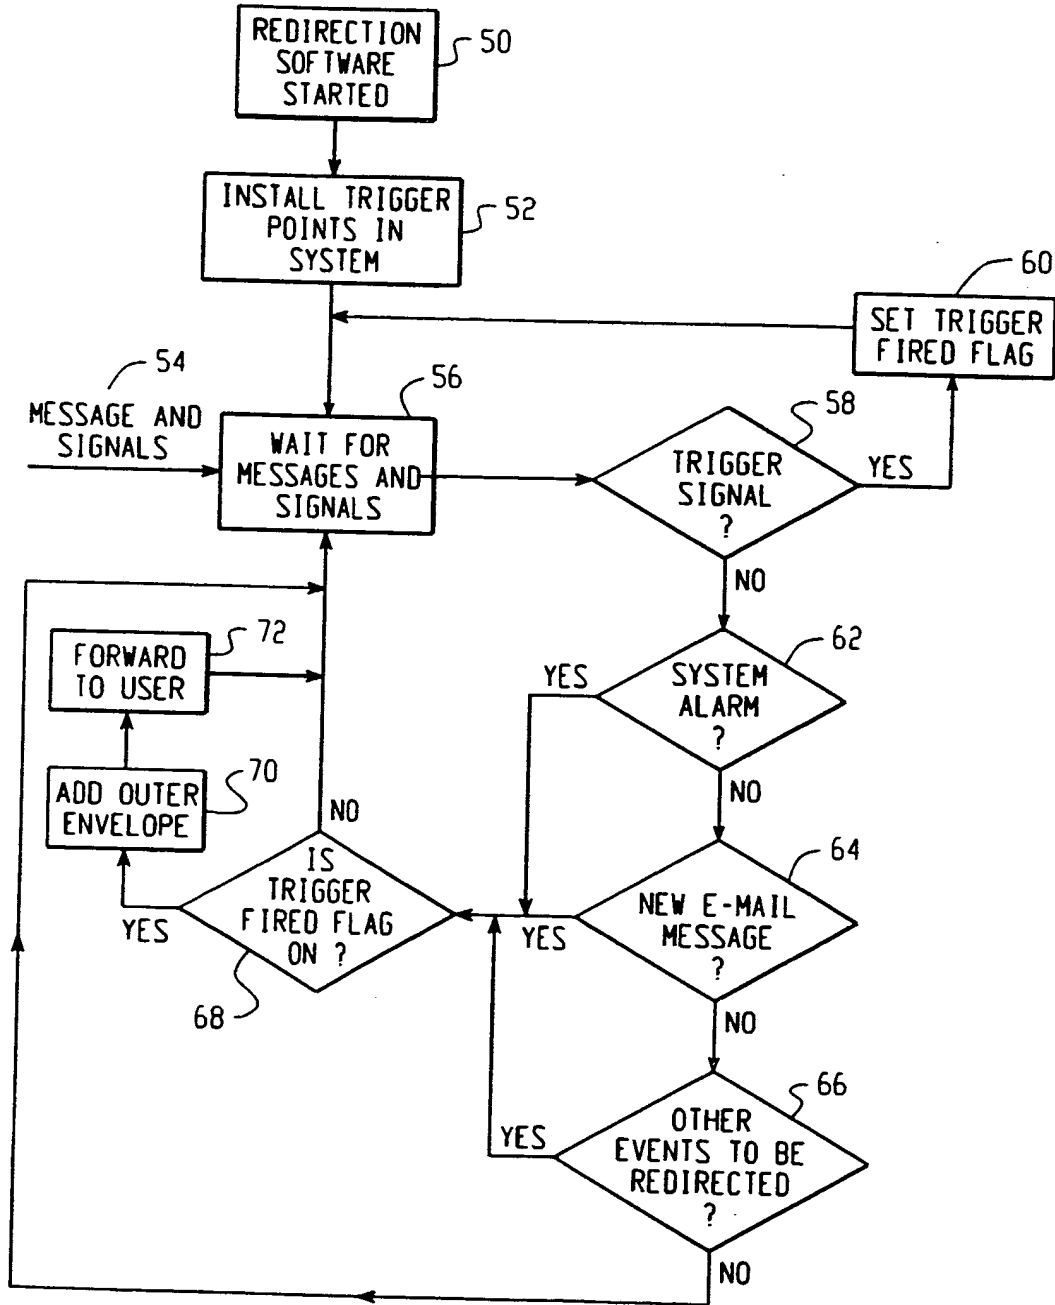 REDIRECTION
SOFTWARE
STARTED
50
INSTALL TRIGGER
POINTS IN
SYSTEM
52
60
SET TRIGGER
FIRED FLAG
54
MESSAGE AND
SIGNALS
56
WAIT FOR
MESSAGES AND
SIGNALS
58
TRIGGER
SIGNAL
?
YES
NO
62
SYSTEM
ALARM
?
YES
NO
72
FORWARD
TO USER
70
ADD OUTER
ENVELOPE
NO
IS
TRIGGER
FIRED FLAG
ON ?
YES
68
64
NEW E-MAIL
MESSAGE
?
YES
NO
66
OTHER
EVENTS TO BE
REDIRECTED
?
YES
NO